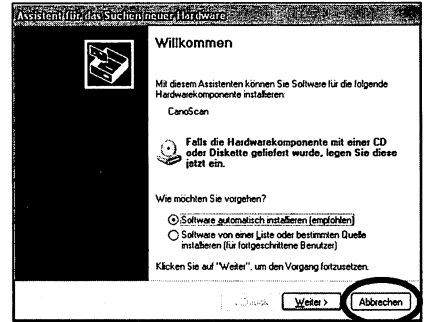 Assistent für das Suchen neuer Hardware
Willkommen
Mit diesem Assistenten können Sie Software für die folgende
Hardwarekomponente installieren:
CanoScan
Falls die Hardwarekomponente mit einer CD
oder Diskette geliefert wurde, legen Sie diese
jetzt ein.
Wie möchten Sie vorgehen?
Software automatisch installieren (empfohlen)
Software von einer Liste oder bestimmten Quelle
installieren (für fortgeschrittene Benutzer)
Klicken Sie auf "Weiter", um den Vorgang fortzusetzen.
Weiter > Abbrechen